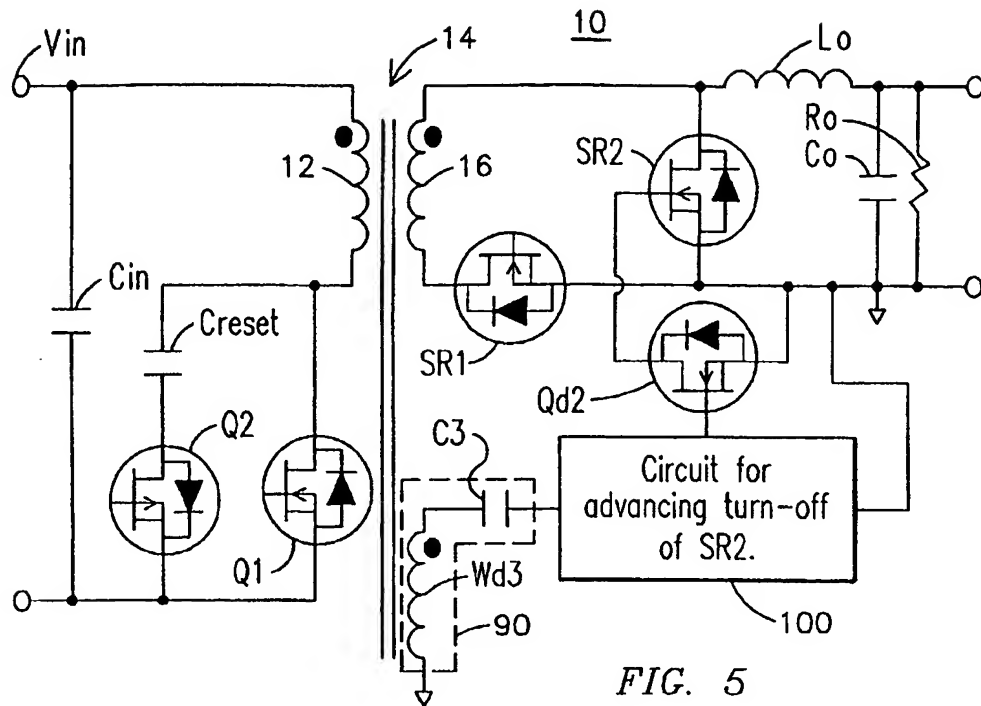 Vin
14
10
Lo
12
16
SR2
Ro
Co
Cin
Creset
SR1
Qd2
Q2
C3
Circuit for
advancing turn-off
of SR2.
Q1
Wd3
90
100
FIG. 5